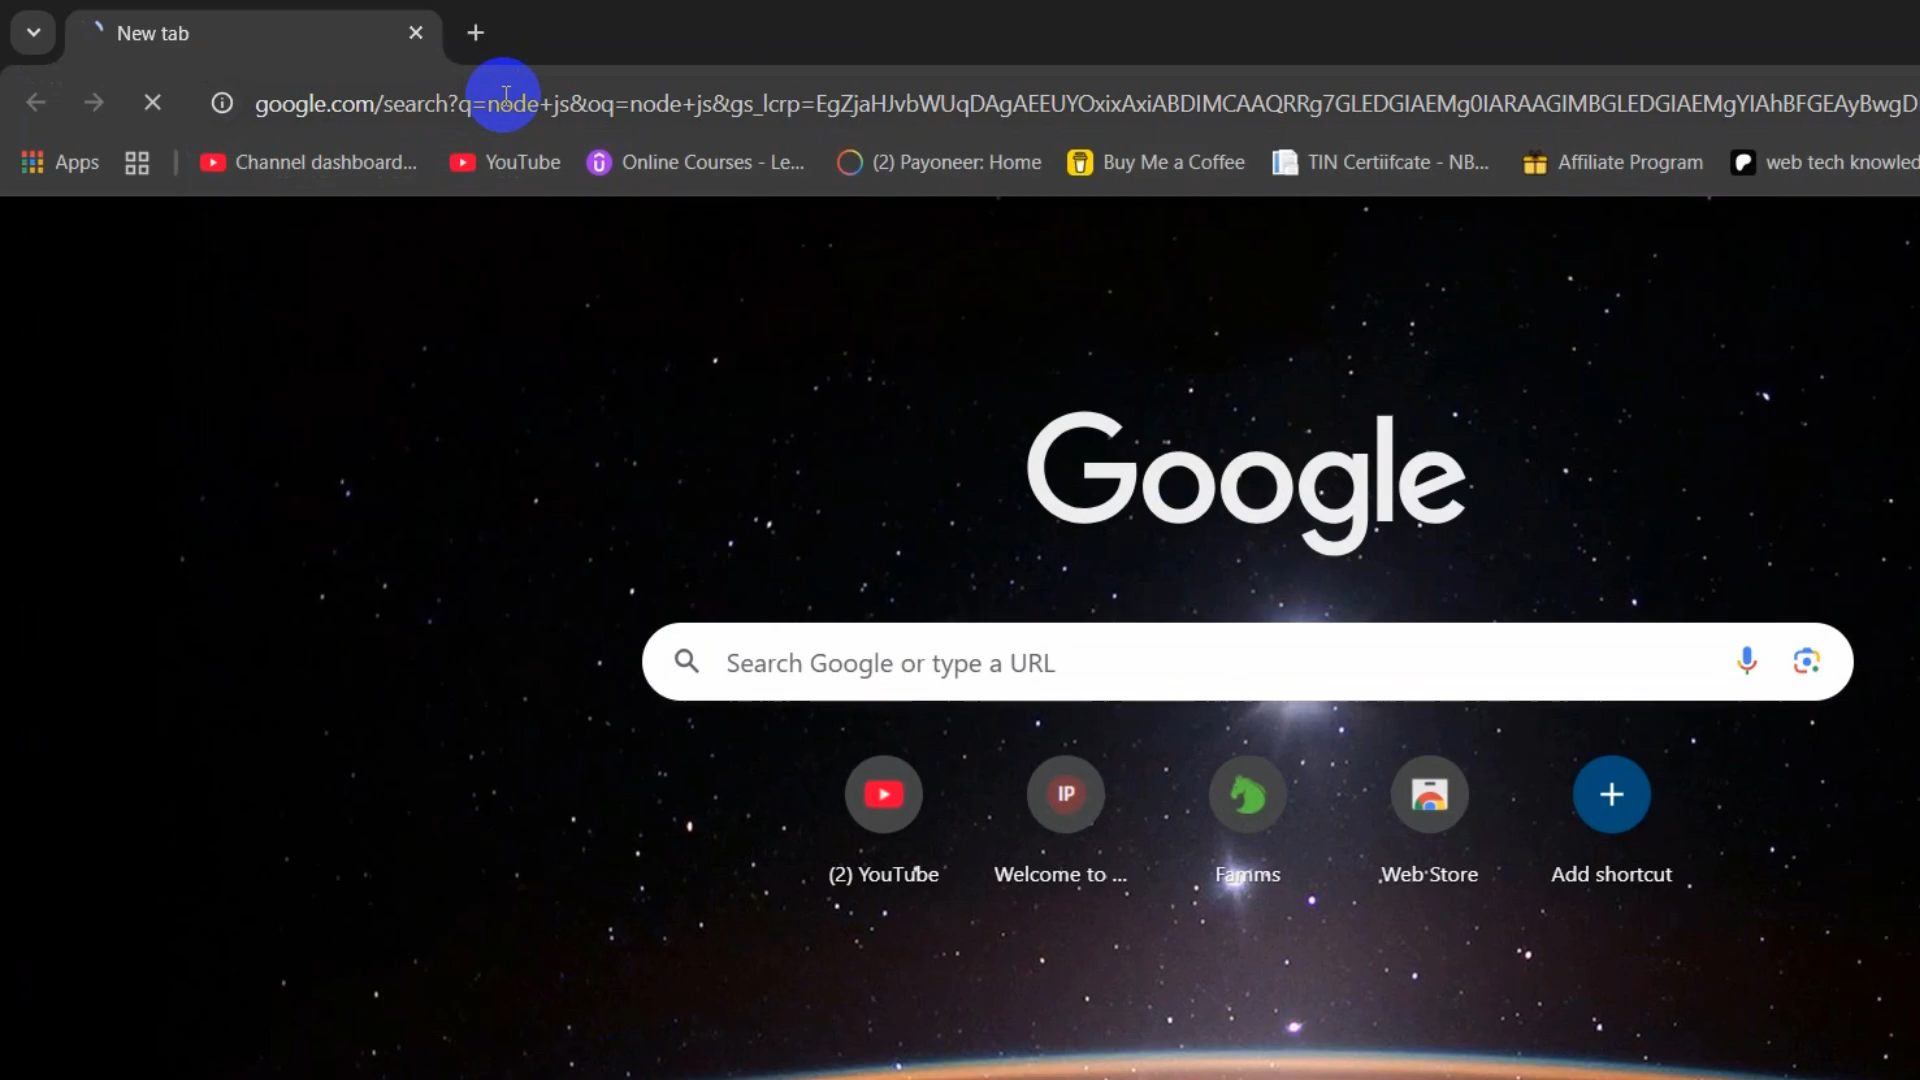 New tab
google.com/search?q=node+js&oq=node+js&gs_lcrp=EgZjaHJvbWUqDAgAEEUYOxixAxiABDIMCAAQRRg7GLEDGIAEMg0IARAAGIMBGLEDGIAEMgYIAhBFGEAyBwgD
Apps
Channel dashboard...
YouTube
Online Courses - Le...
(2) Payoneer: Home
Buy Me a Coffee
TIN Certiifcate - NB...
Affiliate Program
web tech knowled
Google
Search Google or type a URL
IP
(2) YouTube
Welcome to ...
Famms
Web Store
Add shortcut